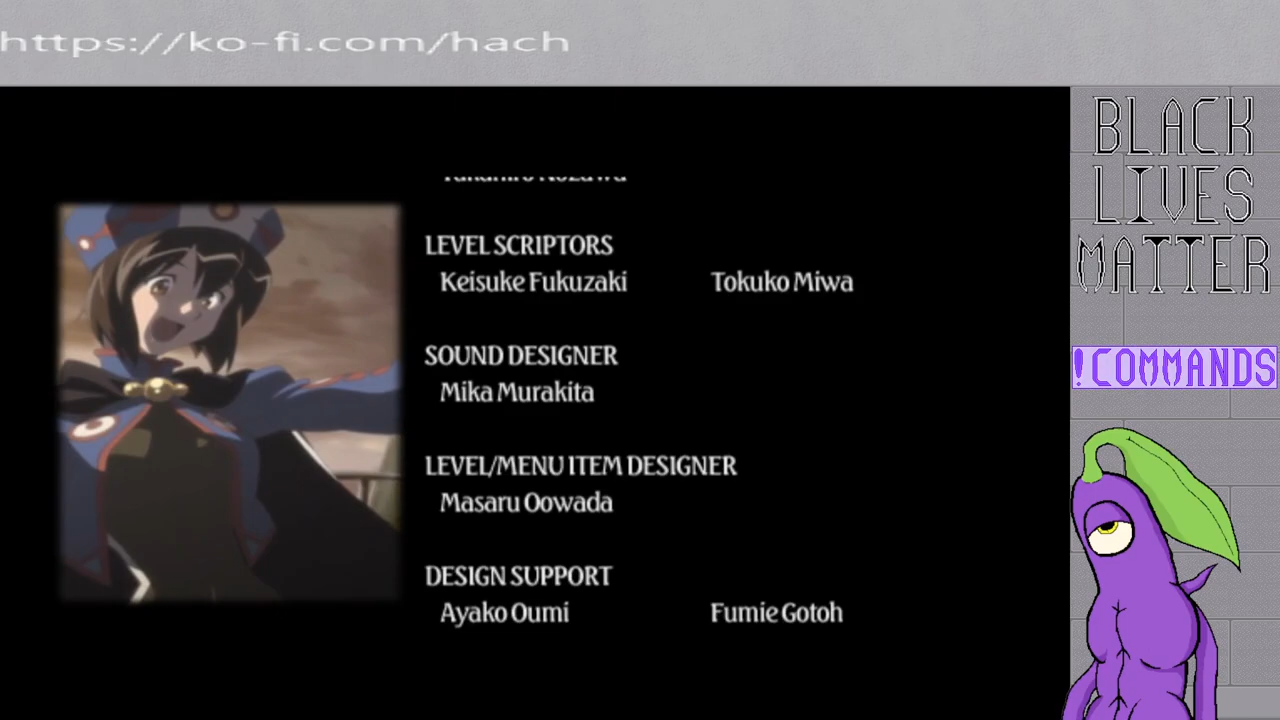 https://ko-fi.com/hach
LEVEL SCRIPTORS
Keisuke Fukuzaki Tokuko Miwa
SOUND DESIGNER
Mika Murakita
LEVEL/MENU ITEM DESIGNER
Masaru Oowada
DESIGN SUPPORT
Ayako Oumi Fumie Gotoh
BLACK
LIVES
MATTER
!COMMANDS